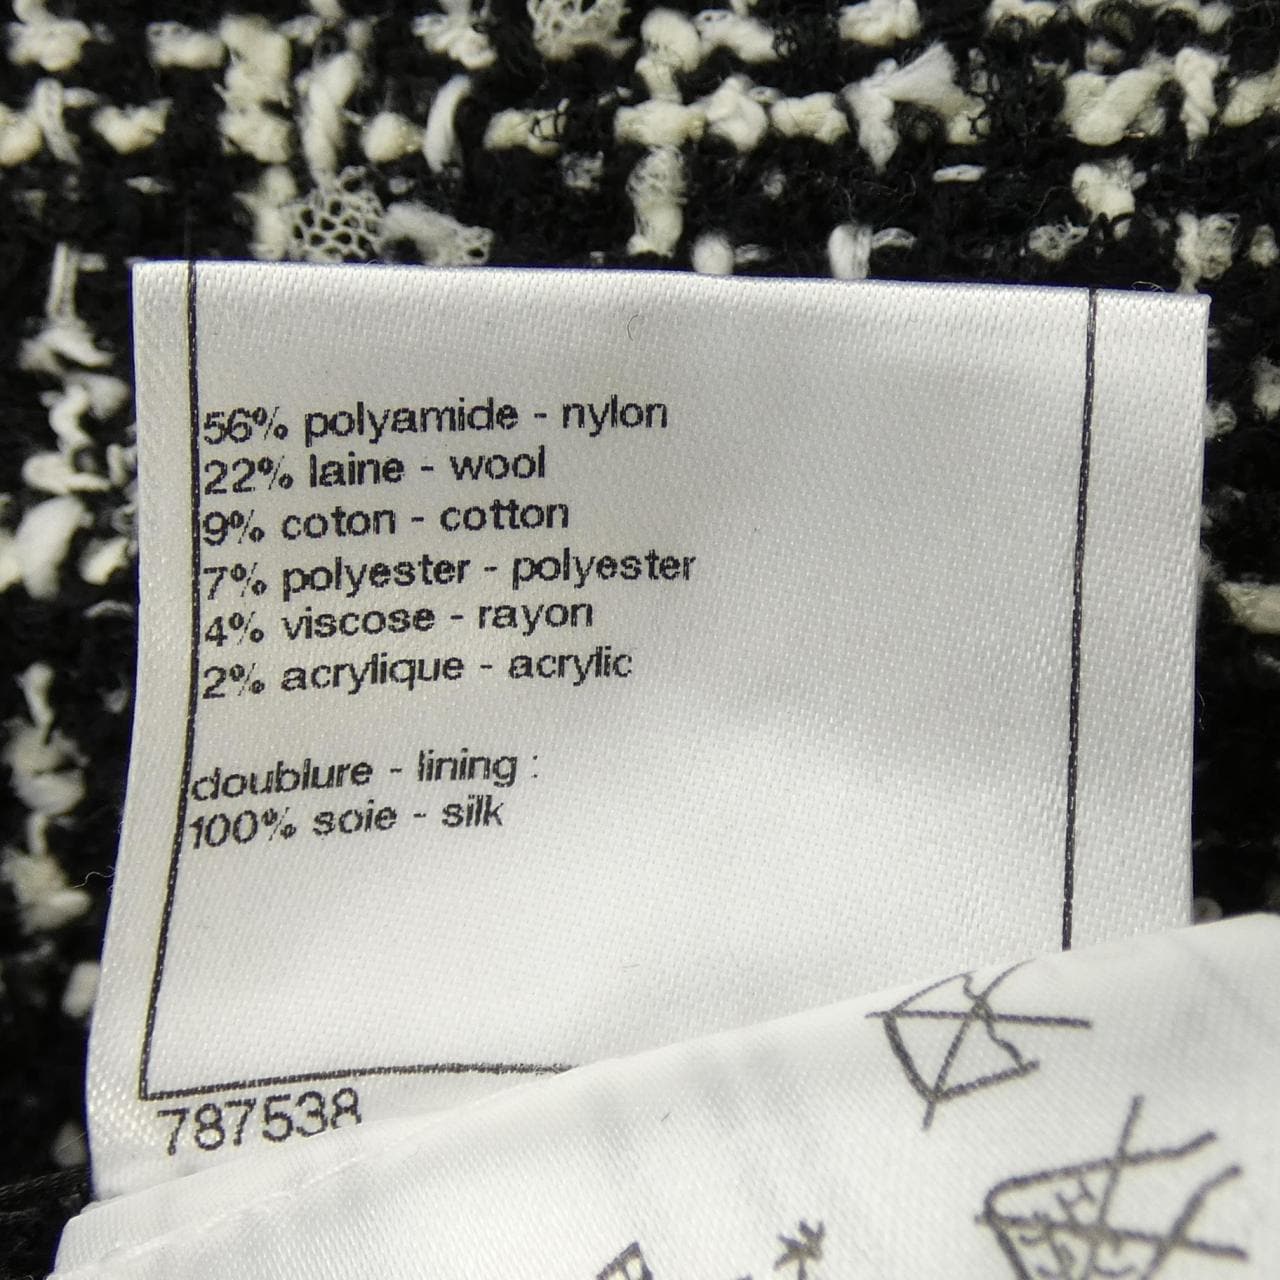 56% polyamide - nylon
22% laine - wool
9% coton - cotton
7% polyester - polyester
4% viscose - rayon
2% acrylique - acrylic
doublure - lining :
100% soie - silk
787538